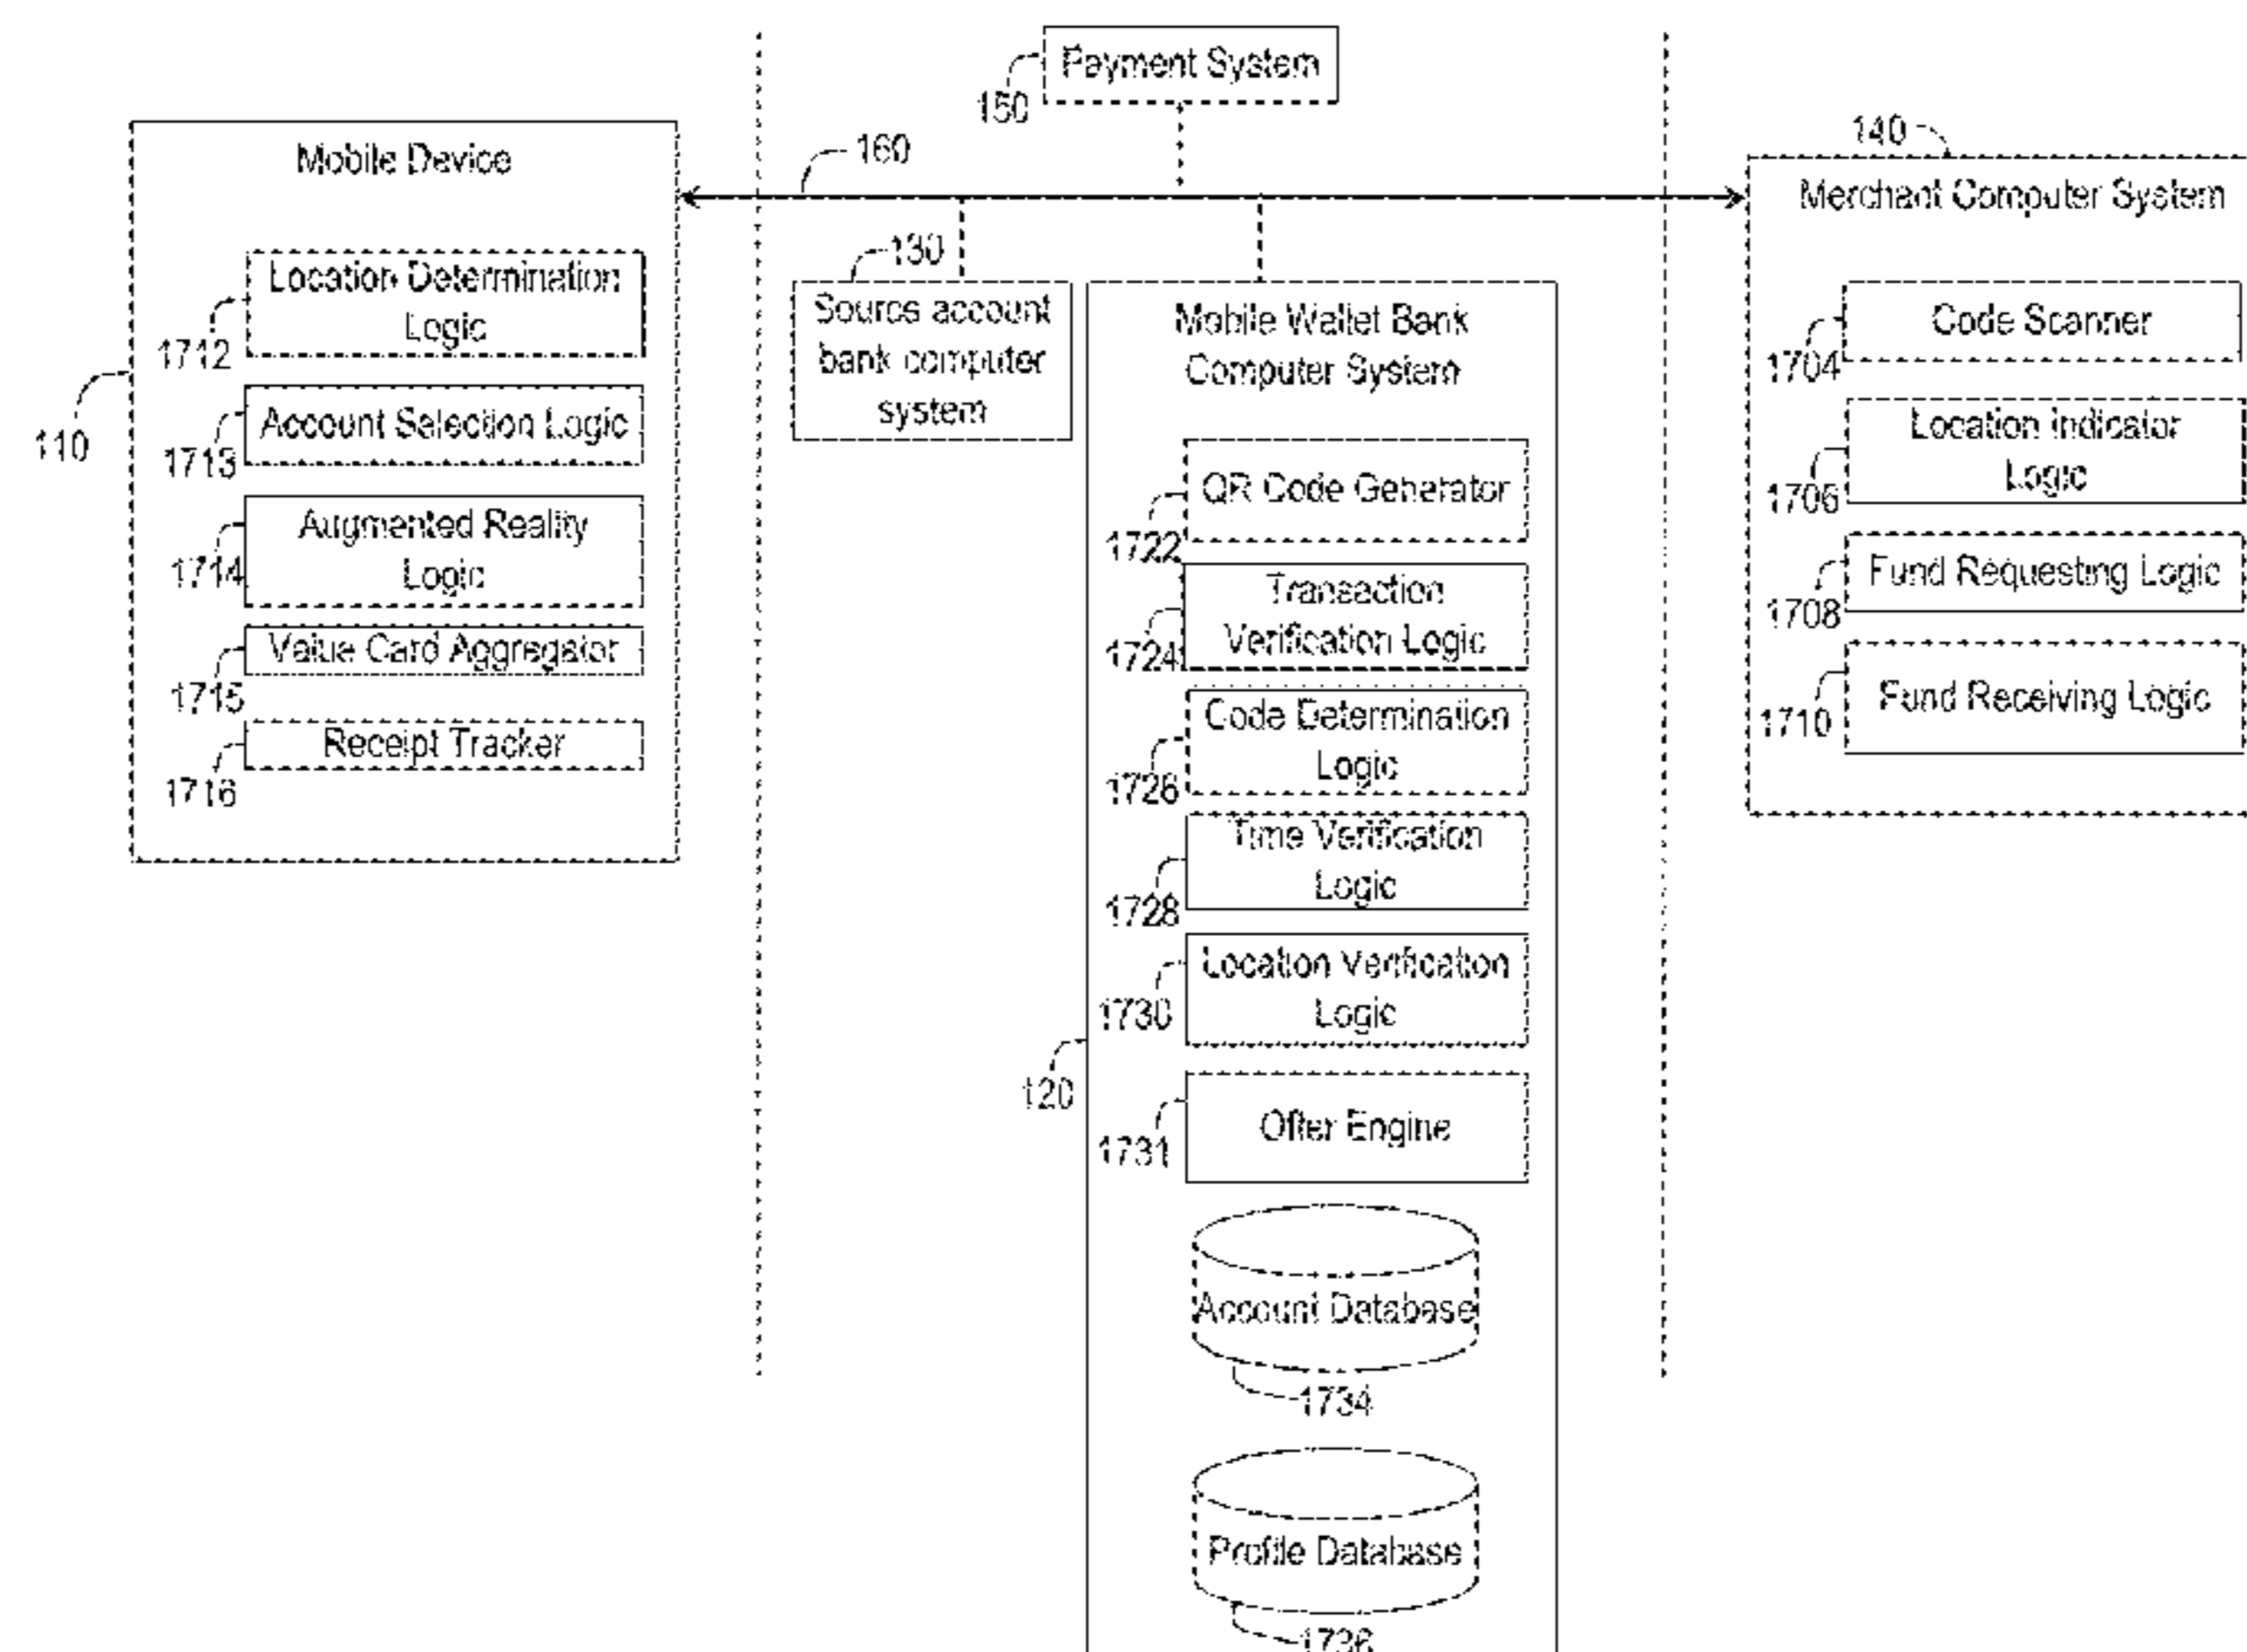 Payment System
150
160
Mobile Device
Location Determination
Logic
1712
Account Selection Logic
1713
110
Augmented Reality
Logic
1714
Value Card Aggregator
1715
Receipt Tracker
1716
130
Source account
bank computer
system
Mobile Wallet Bank
Computer System
QR Code Generator
1722
Transaction
Verification Logic
1724
Code Determination
Logic
1726
Time Verification
Logic
1728
Location Verification
Logic
1730
120
Offer Engine
1731
Account Database
1734
Profile Database
1736
140
Merchant Computer System
Code Scanner
1704
Location Indicator
Logic
1706
Fund Requesting Logic
1708
Fund Receiving Logic
1710